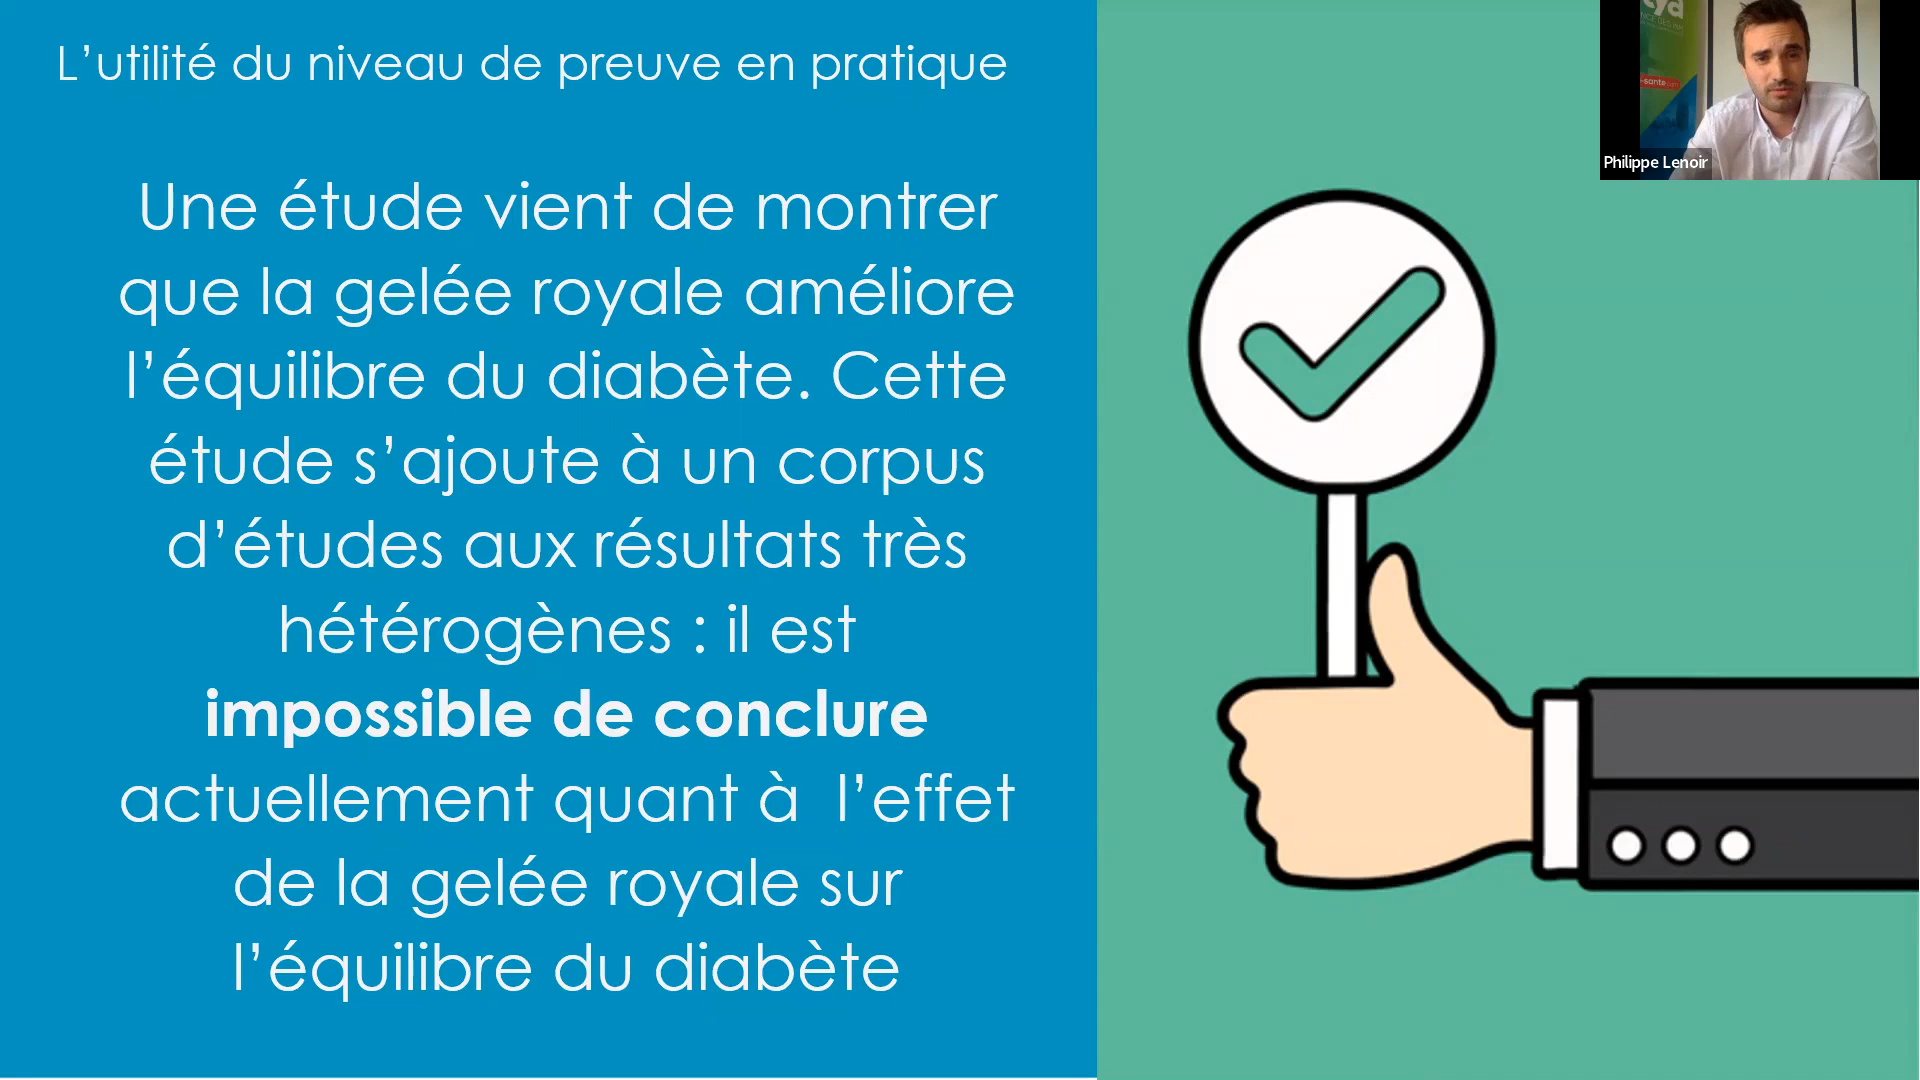 L’utilité du niveau de preuve en pratique
Une étude vient de montrer
que la gelée royale améliore
l’équilibre du diabète. Cette
étude s’ajoute à un corpus
d’études aux résultats très
hétérogènes : il est
impossible de conclure
actuellement quant à  l’effet
de la gelée royale sur
l’équilibre du diabète
Philippe Lenoir